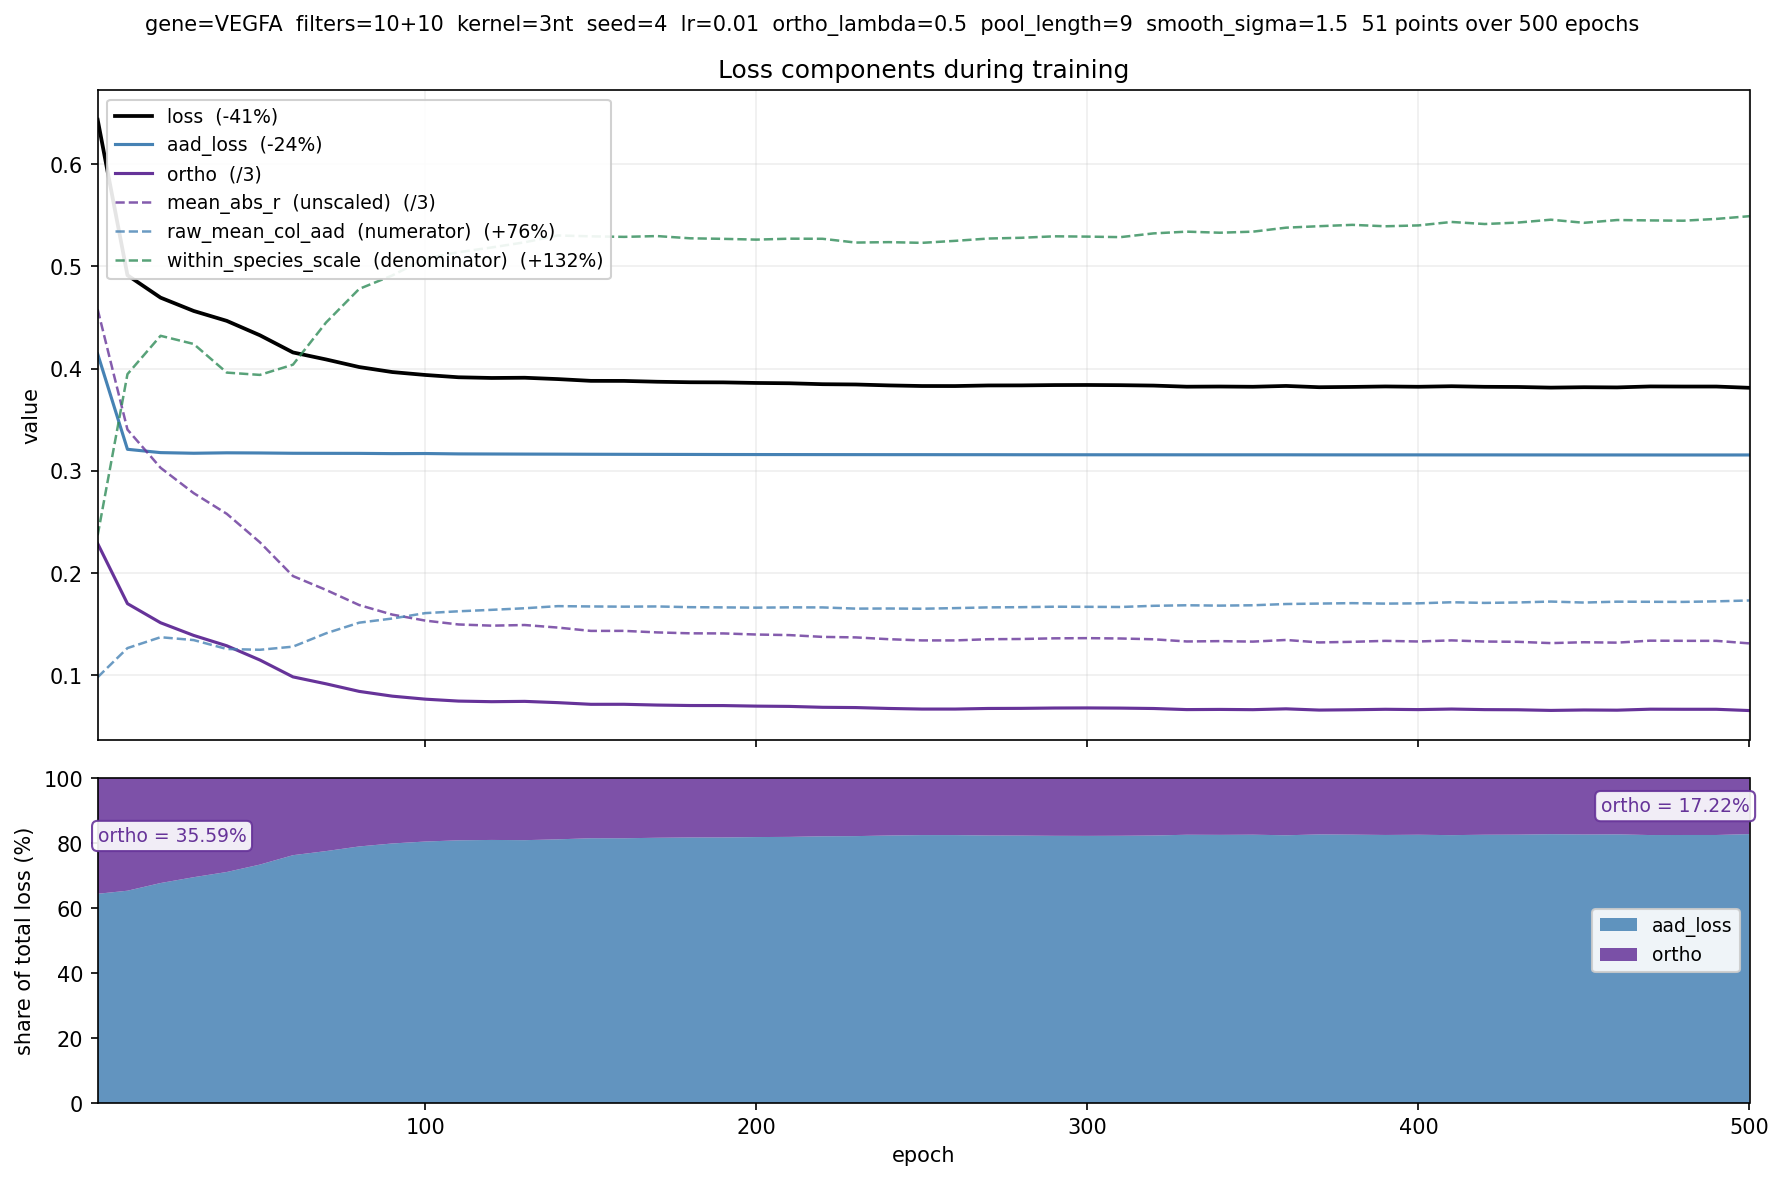 gene=VEGFA  filters=10+10  kernel=3nt  seed=4  lr=0.01  ortho_lambda=0.5  pool_length=9  smooth_sigma=1.5  51 points over 500 epochs
Loss components during training
loss  (-41%)
aad_loss  (-24%)
ortho  (/3)
mean_abs_r  (unscaled)  (/3)
raw_mean_col_aad  (numerator)  (+76%)
within_species_scale  (denominator)  (+132%)
value
0.6
0.5
0.4
0.3
0.2
0.1
share of total loss (%)
100
80
60
40
20
0
ortho = 35.59%
ortho = 17.22%
aad_loss
ortho
100
200
300
400
500
epoch